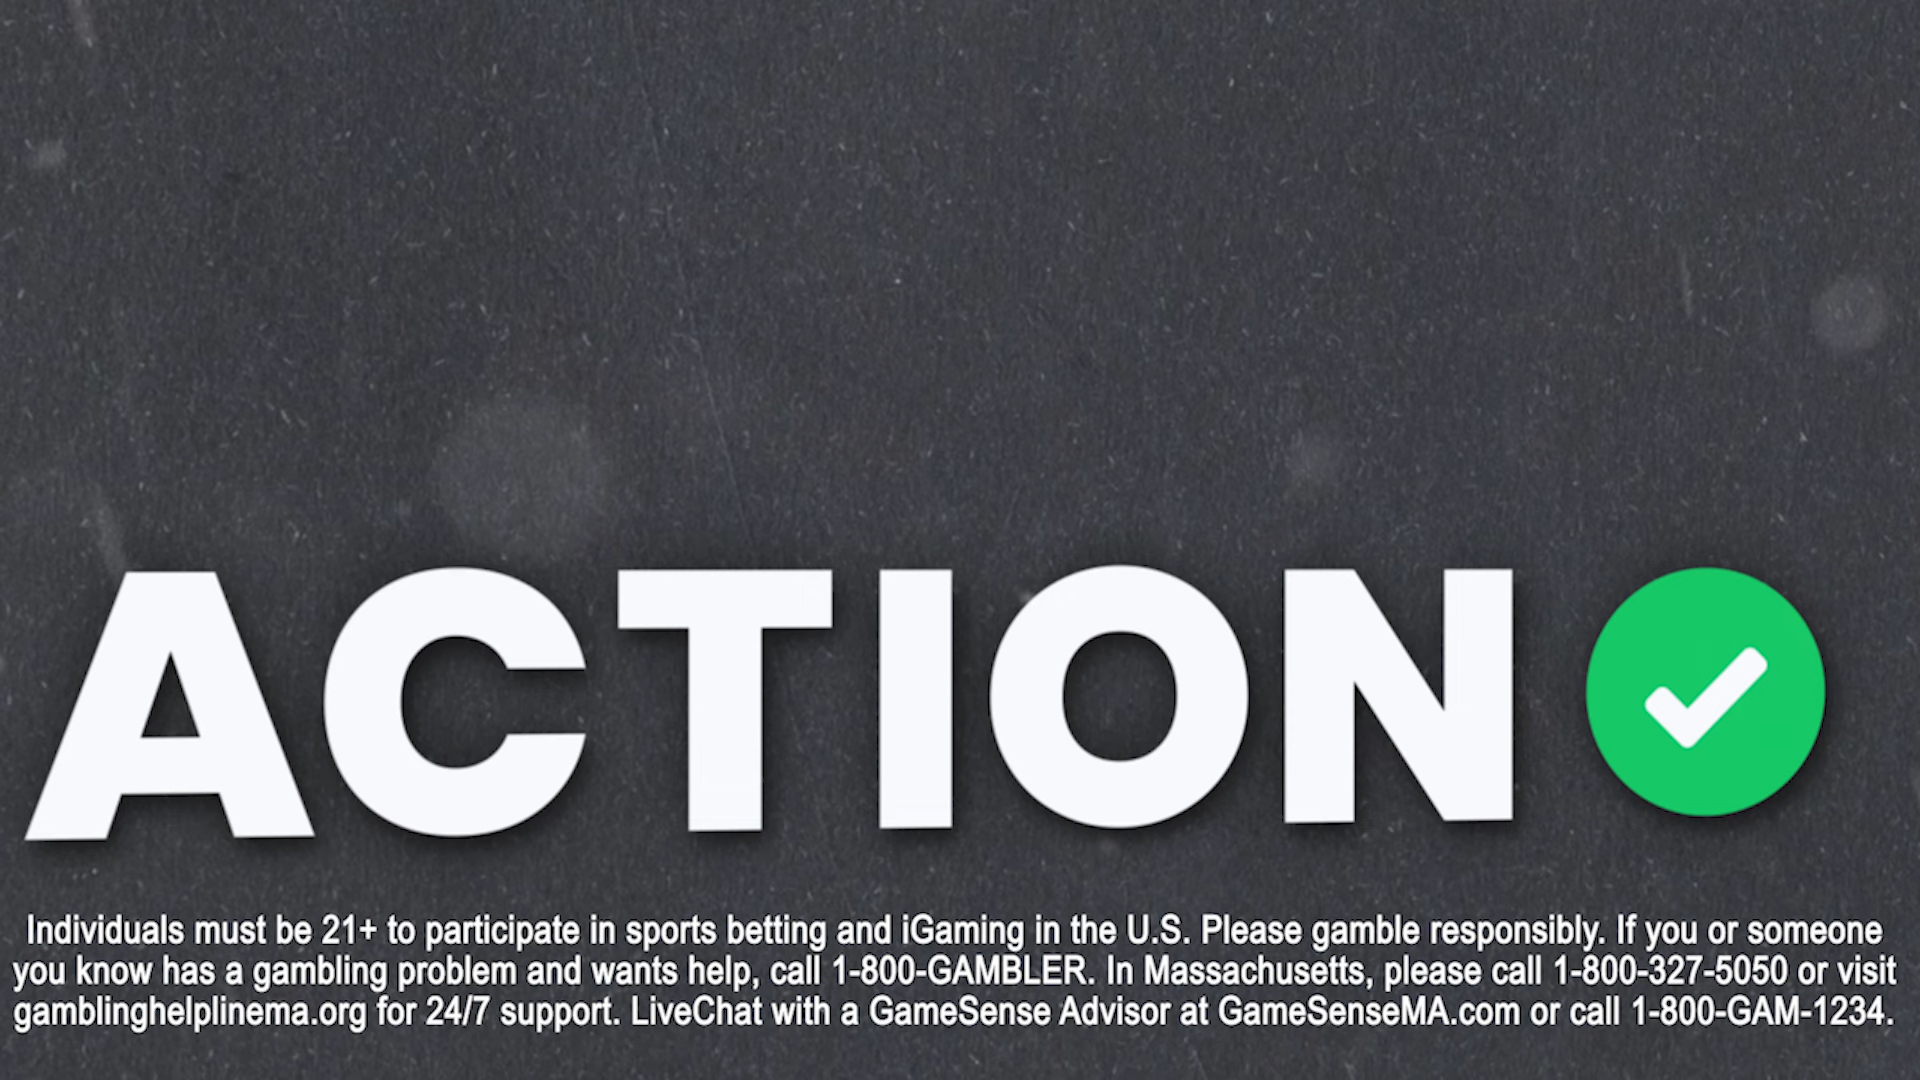 ACTION
Individuals must be 21+ to participate in sports betting and iGaming in the U.S. Please gamble responsibly. If you or someone
you know has a gambling problem and wants help, call 1-800-GAMBLER. In Massachusetts, please call 1-800-327-5050 or visit
gamblinghelplinema.org for 24/7 support. LiveChat with a GameSense Advisor at GameSenseMA.com or call 1-800-GAM-1234.